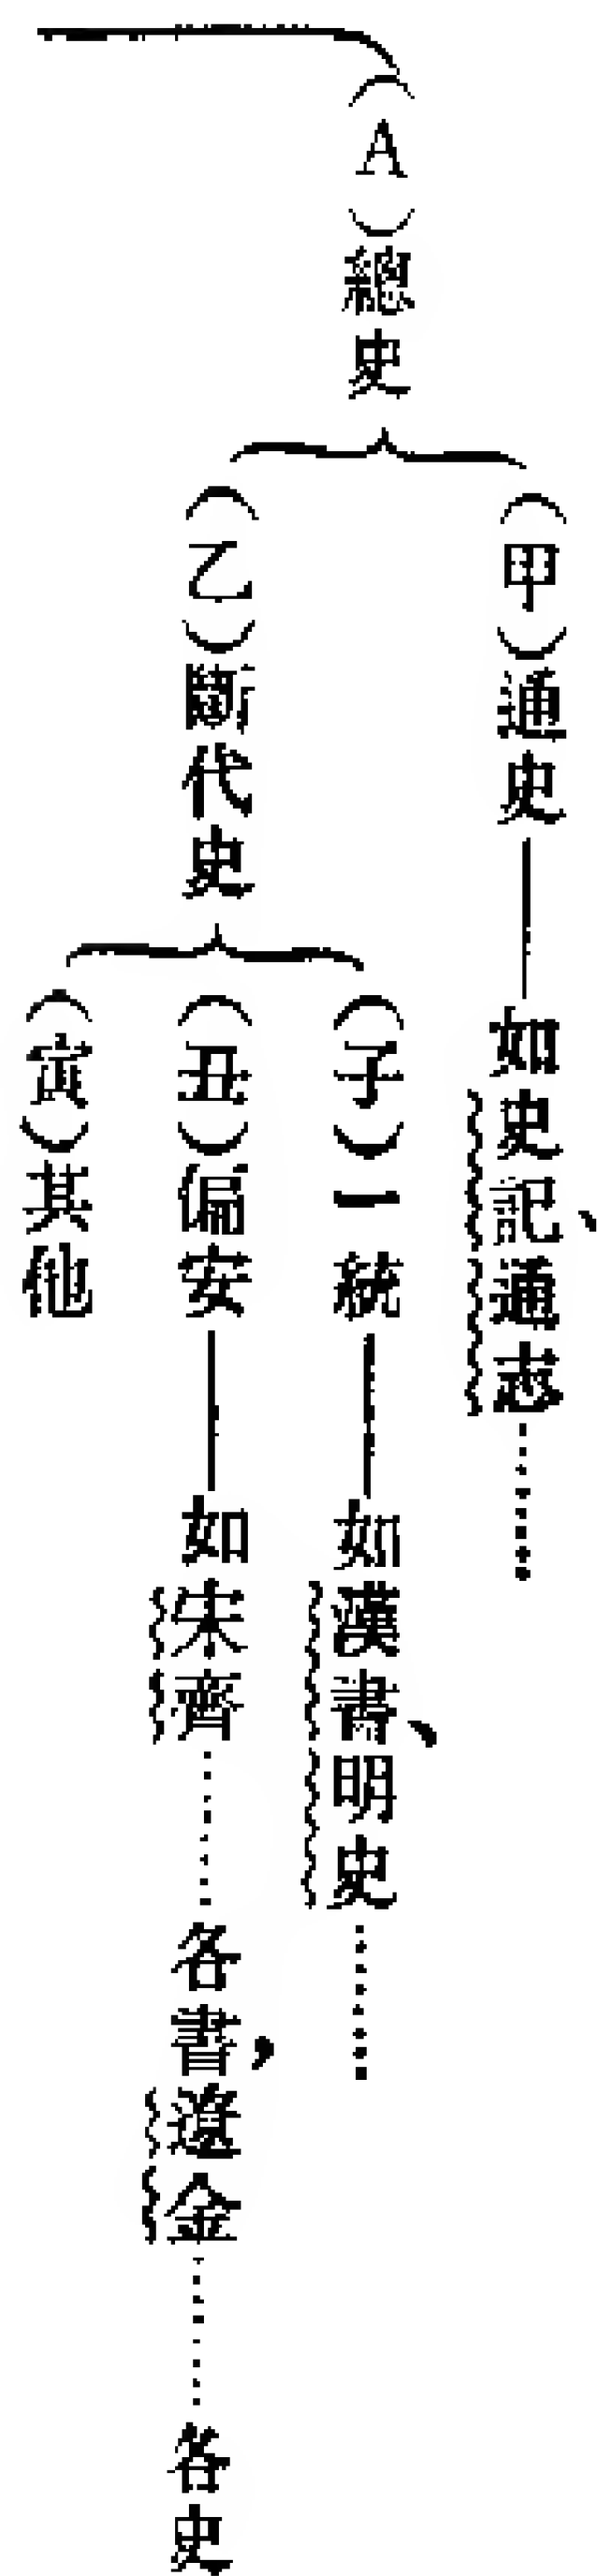 （A）總史
（甲）通史——如史記、通志………
（乙）斷代史
（子）一統——如漢書、明史………
（丑）偏安——如宋齊………各書，遼金………各史
（寅）其他